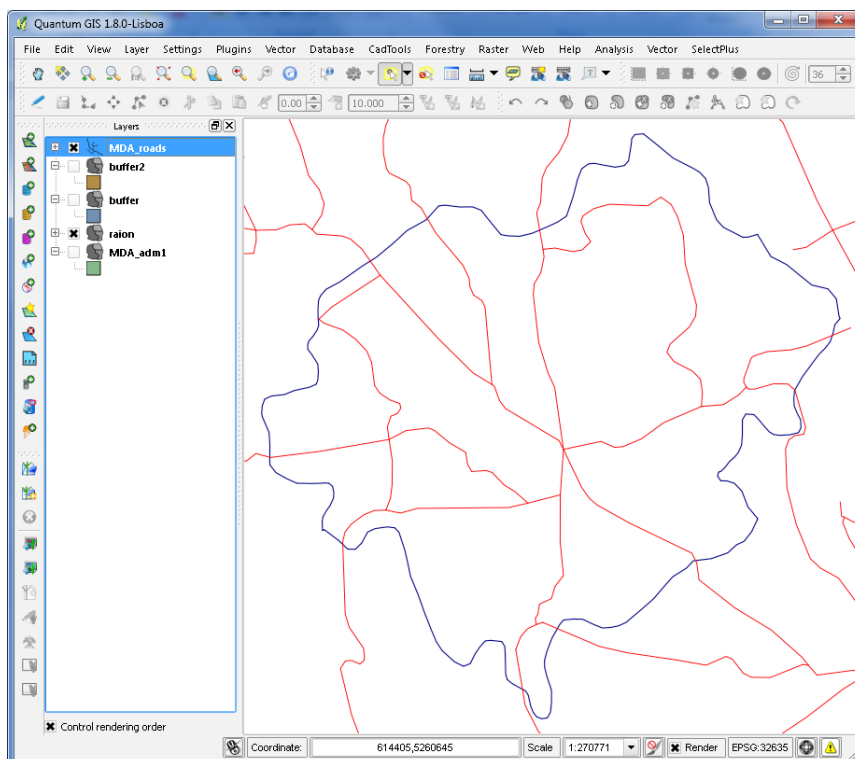 Quantum GIS 1.8.0-Lisboa
File Edit View Layer Settings Plugins Vector Database CadTools Forestry Raster Web Help Analysis Vector SelectPlus
36
0.00 10.000
Layers
MDA_roads
buffer2
buffer
raion
MDA_adm1
Control rendering order
Coordinate: 614405,5260645 Scale 1:270771 Render EPSG:32635